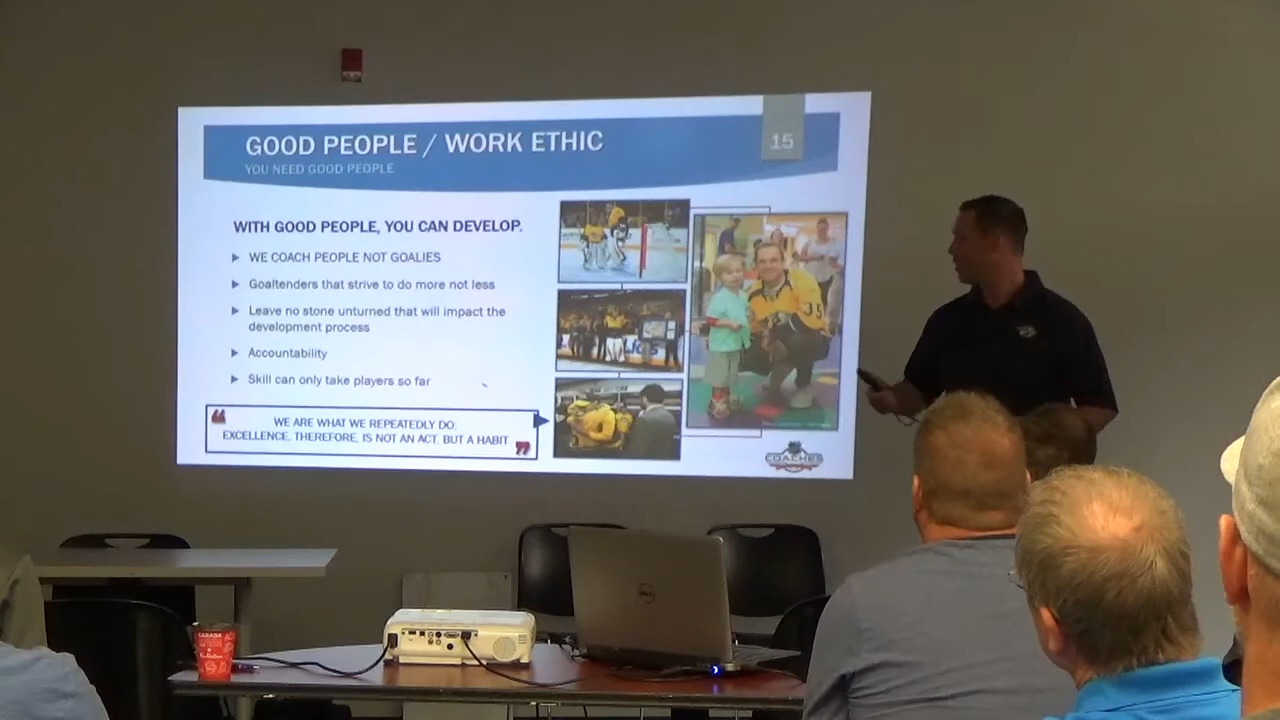 GOOD PEOPLE / WORK ETHIC
15
YOU NEED GOOD PEOPLE
WITH GOOD PEOPLE, YOU CAN DEVELOP.
WE COACH PEOPLE NOT GOALIES
Goaltenders that strive to do more not less
Leave no stone unturned that will impact the
development process
Accountability
Skill can only take players so far
“ WE ARE WHAT WE REPEATEDLY DO;
EXCELLENCE, THEREFORE, IS NOT AN ACT, BUT A HABIT ”
35
COACHES
DELL
CANADA